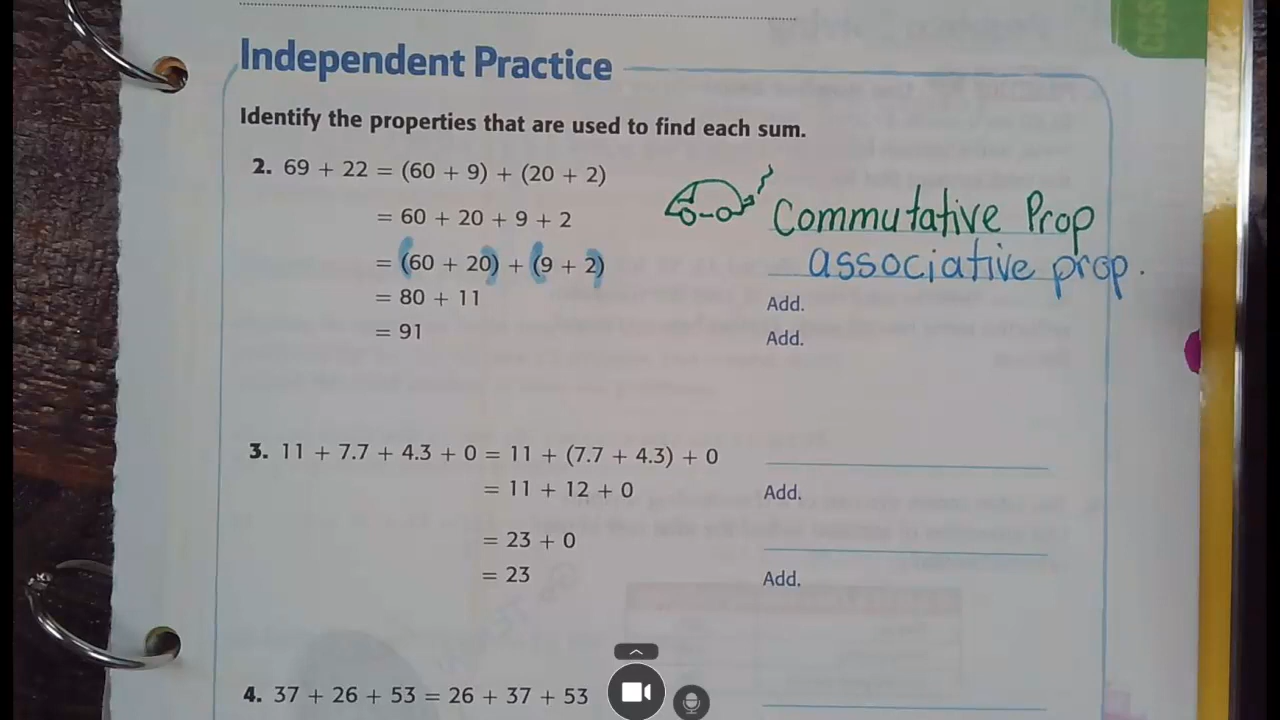 CCSS
Independent Practice
Identify the properties that are used to find each sum.
2. 69 + 22 = (60 + 9) + (20 + 2)
= 60 + 20 + 9 + 2 Commutative Prop
= (60 + 20) + (9 + 2) associative prop.
= 80 + 11 Add.
= 91 Add.
3. 11 + 7.7 + 4.3 + 0 = 11 + (7.7 + 4.3) + 0
= 11 + 12 + 0 Add.
= 23 + 0
= 23 Add.
4. 37 + 26 + 53 = 26 + 37 + 53